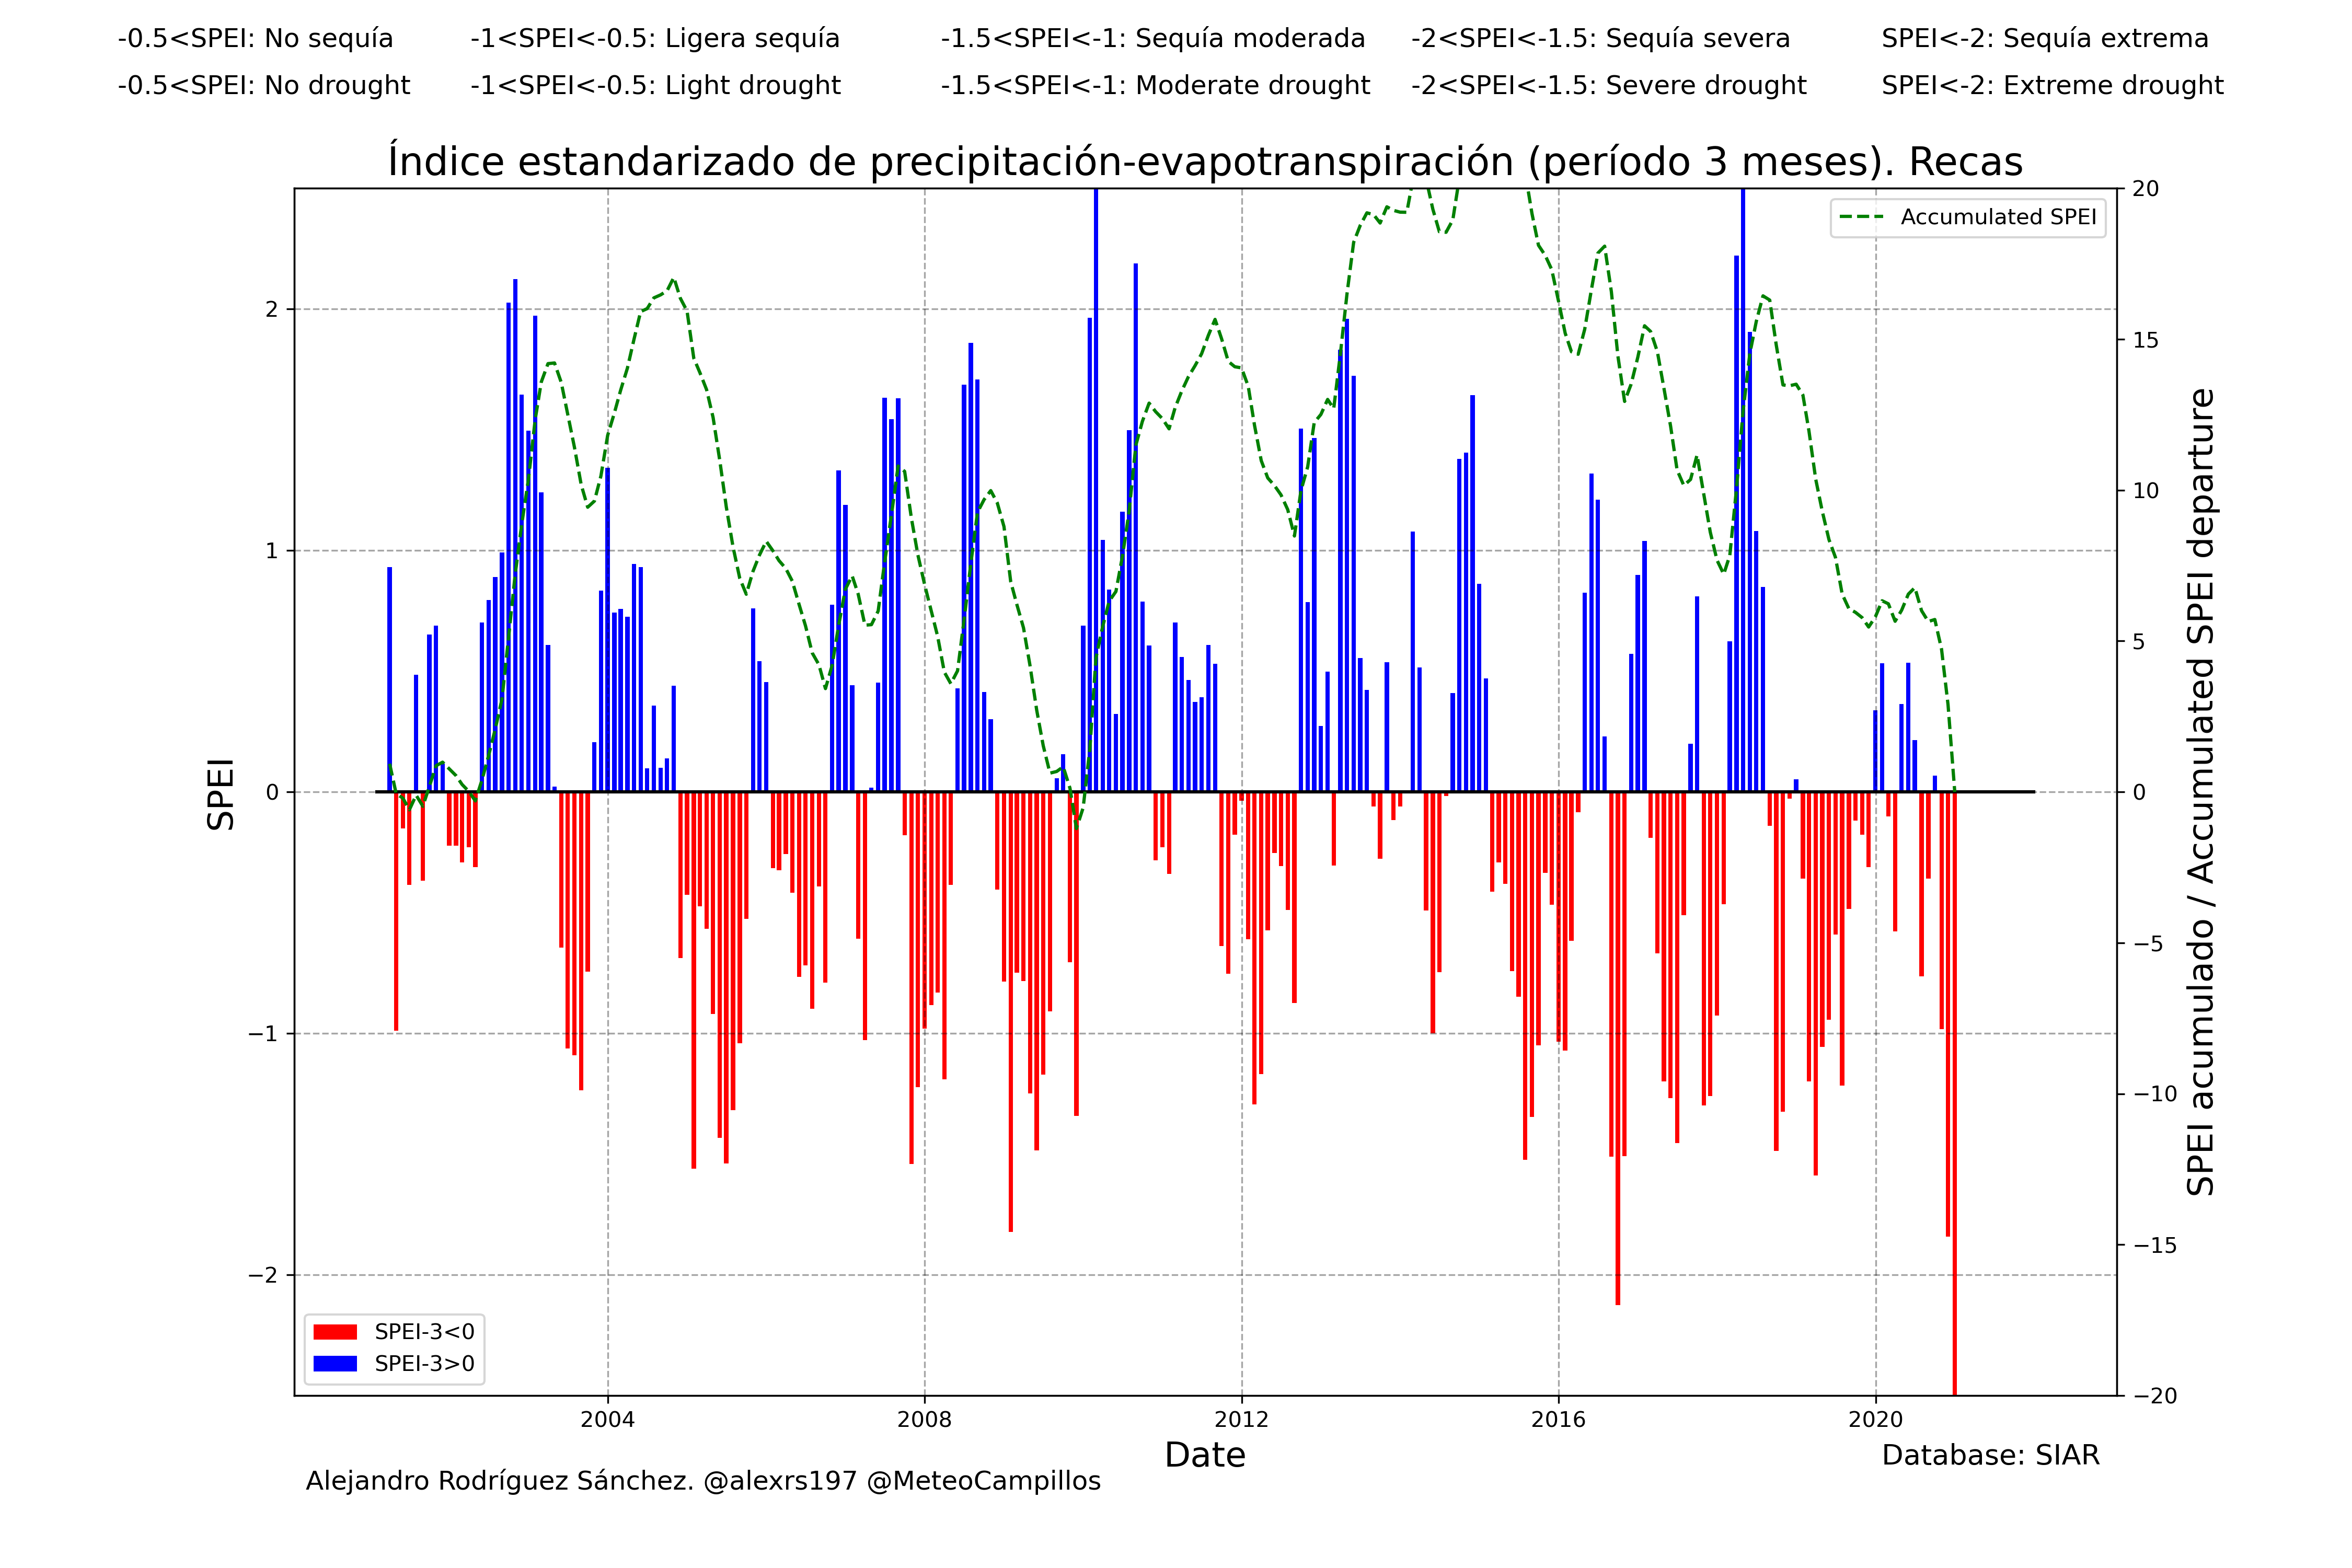 -0.5<SPEI: No sequía -1<SPEI<-0.5: Ligera sequía -1.5<SPEI<-1: Sequía moderada -2<SPEI<-1.5: Sequía severa SPEI<-2: Sequía extrema
-0.5<SPEI: No drought -1<SPEI<-0.5: Light drought -1.5<SPEI<-1: Moderate drought -2<SPEI<-1.5: Severe drought SPEI<-2: Extreme drought
Índice estandarizado de precipitación-evapotranspiración (período 3 meses). Recas
Accumulated SPEI
SPEI
2
1
0
−1
−2
20
15
10
5
0
−5
−10
−15
−20
SPEI acumulado / Accumulated SPEI departure
SPEI-3<0
SPEI-3>0
2004 2008 2012 2016 2020
Date
Database: SIAR
Alejandro Rodríguez Sánchez. @alexrs197 @MeteoCampillos